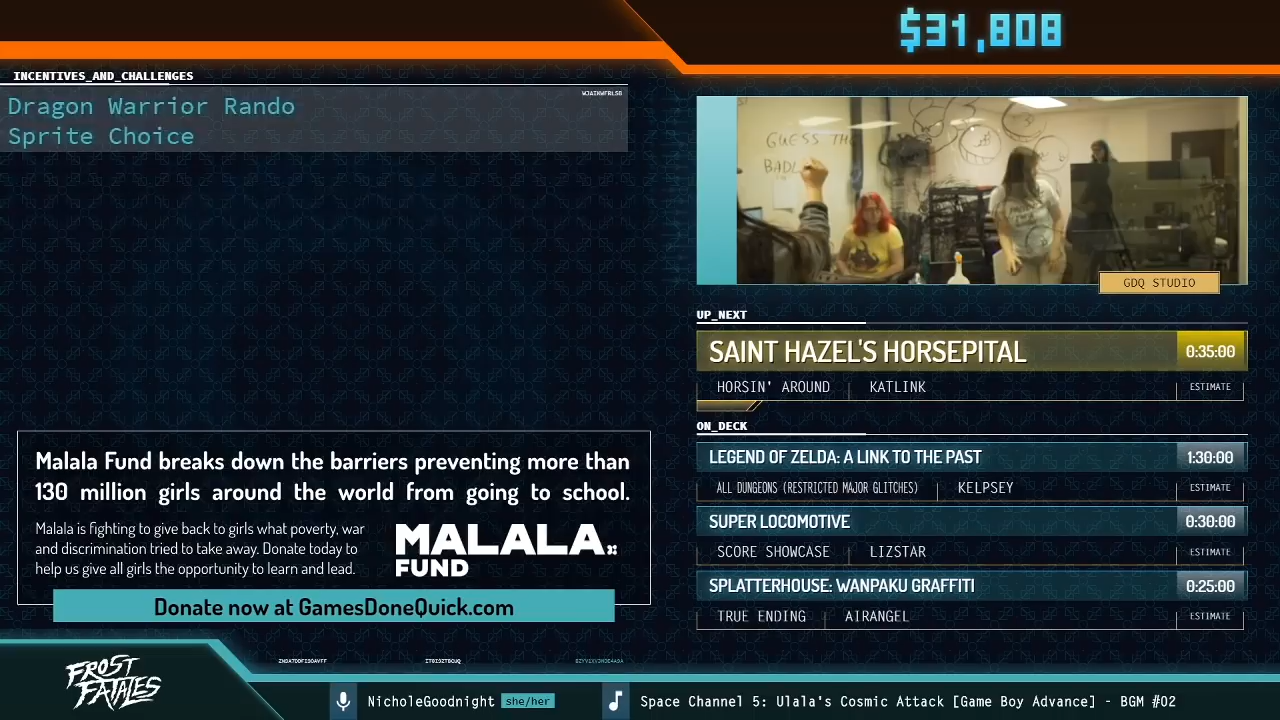 $31,808
INCENTIVES_AND_CHALLENGES
Dragon Warrior Rando
Sprite Choice
GUESS TH
BADL
GDQ STUDIO
UP_NEXT
SAINT HAZEL'S HORSEPITAL 0:35:00
HORSIN' AROUND KATLINK ESTIMATE
ON_DECK
LEGEND OF ZELDA: A LINK TO THE PAST 1:30:00
ALL DUNGEONS (RESTRICTED MAJOR GLITCHES) KELPSEY ESTIMATE
SUPER LOCOMOTIVE 0:30:00
SCORE SHOWCASE LIZSTAR ESTIMATE
SPLATTERHOUSE: WANPAKU GRAFFITI 0:25:00
TRUE ENDING AIRANGEL ESTIMATE
Malala Fund breaks down the barriers preventing more than
130 million girls around the world from going to school.
Malala is fighting to give back to girls what poverty, war
and discrimination tried to take away. Donate today to
help us give all girls the opportunity to learn and lead.
MALALA
FUND
Donate now at GamesDoneQuick.com
FROST
FATALES
NicholeGoodnight she/her
Space Channel 5: Ulala's Cosmic Attack [Game Boy Advance] - BGM #02